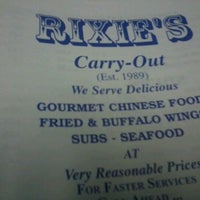 RIXIE'S
Carry-Out
(Est. 1989)
We Serve Delicious
GOURMET CHINESE FOOD
FRIED & BUFFALO WING
SUBS - SEAFOOD
AT
Very Reasonable Prices
FOR FASTER SERVICES